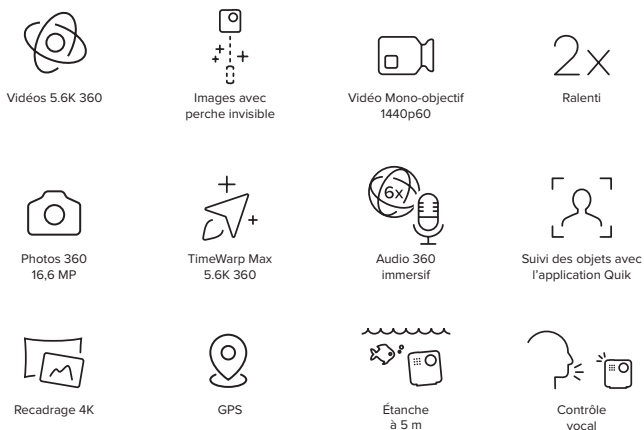 2x
Vidéos 5.6K 360
Images avec
perche invisible
Vidéo Mono-objectif
1440p60
Ralenti
6x
Photos 360
16,6 MP
TimeWarp Max
5.6K 360
Audio 360
immersif
Suivi des objets avec
l’application Quik
Recadrage 4K
GPS
Étanche
à 5 m
Contrôle
vocal